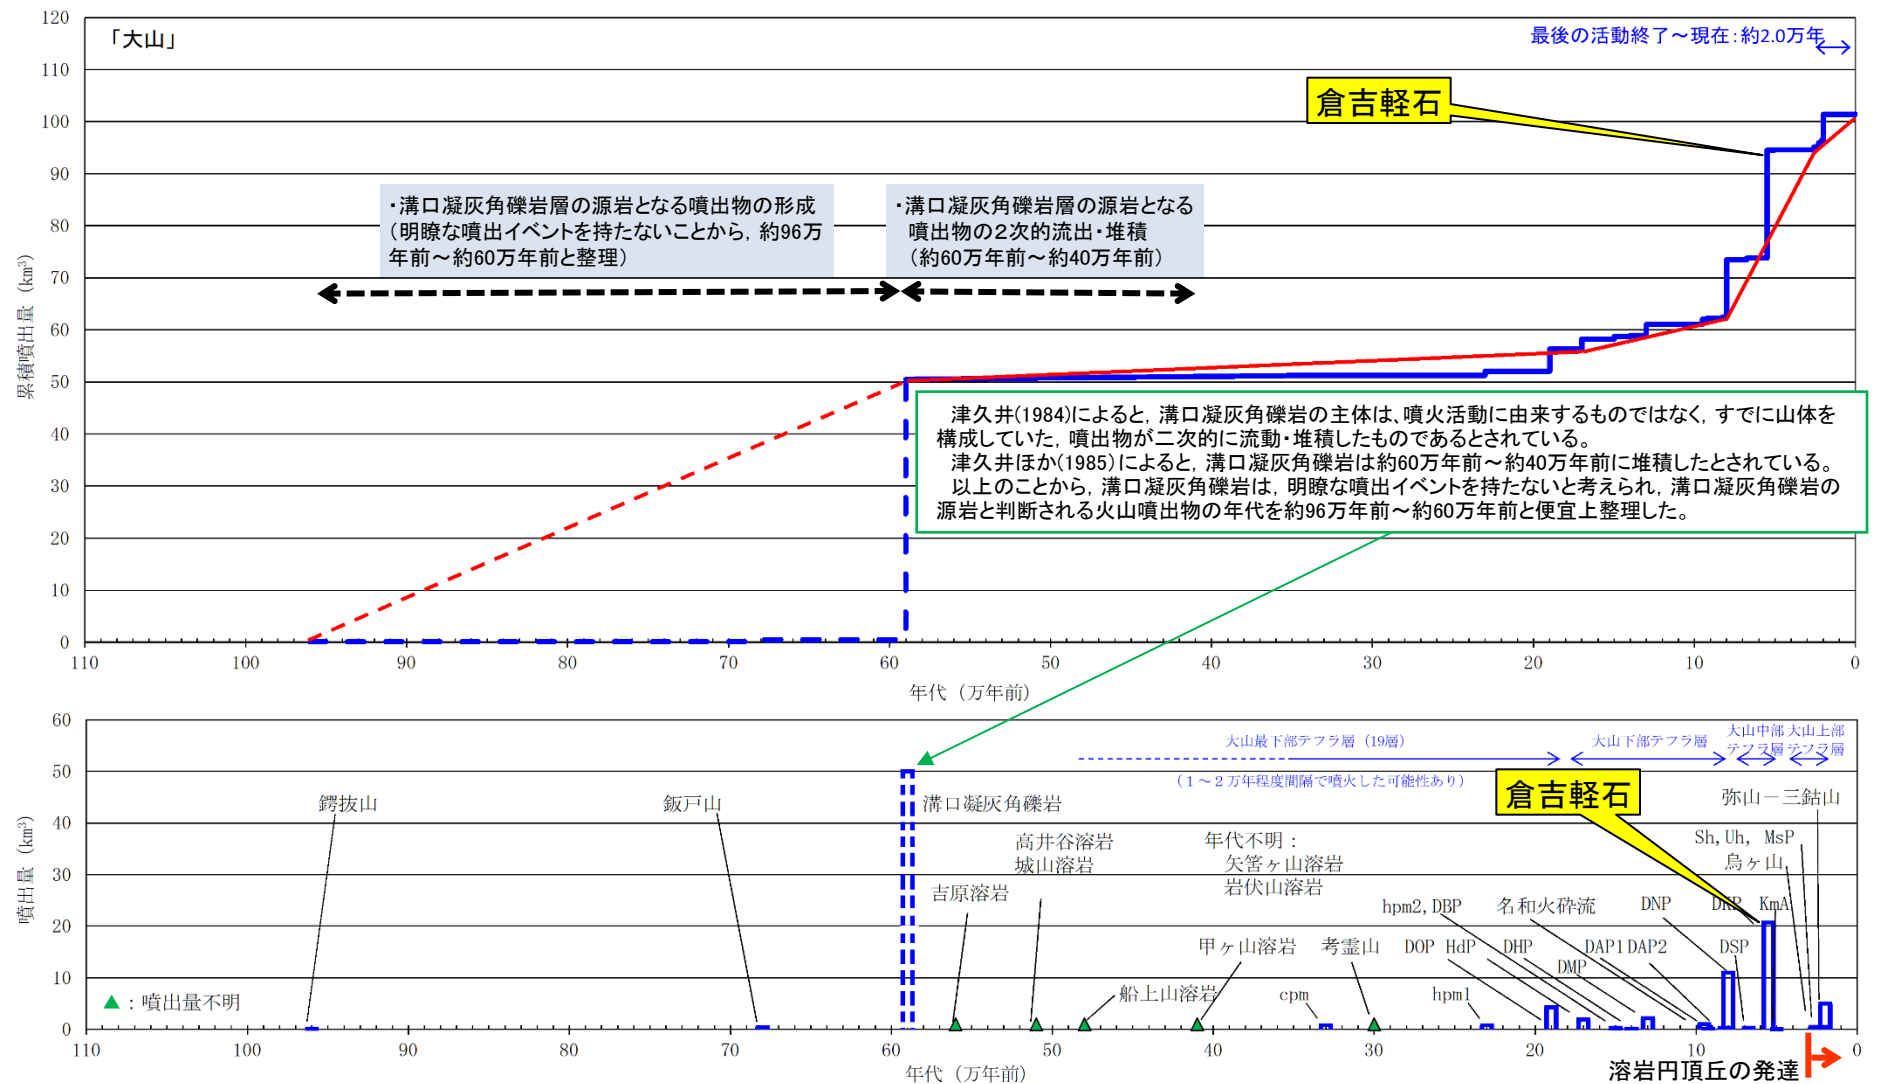 「大山」
最後の活動終了～現在：約2.0万年
倉吉軽石
・溝口凝灰角礫岩層の源岩となる噴出物の形成
（明瞭な噴出イベントを持たないことから，約96万
年前～約60万年前と整理）
・溝口凝灰角礫岩層の源岩となる
噴出物の２次的流出・堆積
（約60万年前～約40万年前）
津久井(1984)によると，溝口凝灰角礫岩の主体は、噴火活動に由来するものではなく，すでに山体を
構成していた，噴出物が二次的に流動・堆積したものであるとされている。
津久井ほか(1985)によると，溝口凝灰角礫岩は約60万年前～約40万年前に堆積したとされている。
以上のことから，溝口凝灰角礫岩は，明瞭な噴出イベントを持たないと考えられ，溝口凝灰角礫岩の
源岩と判断される火山噴出物の年代を約96万年前～約60万年前と便宜上整理した。
累積噴出量（km³）
120
110
100
90
80
70
60
50
40
30
20
10
0
110 100 90 80 70 60 50 40 30 20 10 0
年代（万年前）
噴出量（km³）
60
50
40
30
20
10
0
大山最下部テフラ層（19層）
（１～２万年程度間隔で噴火した可能性あり）
大山下部テフラ層
大山中部
テフラ層
大山上部
テフラ層
倉吉軽石
鍔抜山
鈑戸山
溝口凝灰角礫岩
高井谷溶岩
城山溶岩
吉原溶岩
年代不明：
矢筈ヶ山溶岩
岩伏山溶岩
弥山－三鈷山
Sh,Uh, MsP
烏ヶ山
hpm2,DBP
名和火砕流
DNP
DKP
KmA
甲ヶ山溶岩
考霊山
DOP
HdP
DHP
DMP
DAP1
DAP2
DSP
船上山溶岩
cpm
hpm1
▲：噴出量不明
110 100 90 80 70 60 50 40 30 20 10 0
年代（万年前）
溶岩円頂丘の発達